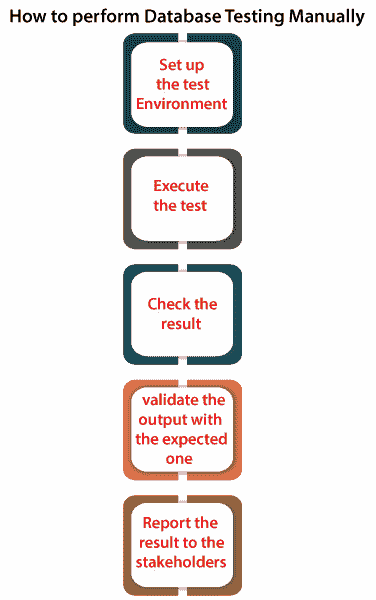 How to perform Database Testing Manually
Set up
the test
Environment
Execute
the test
Check the
result
validate the
output with
the expected
one
Report the
result to the
stakeholders